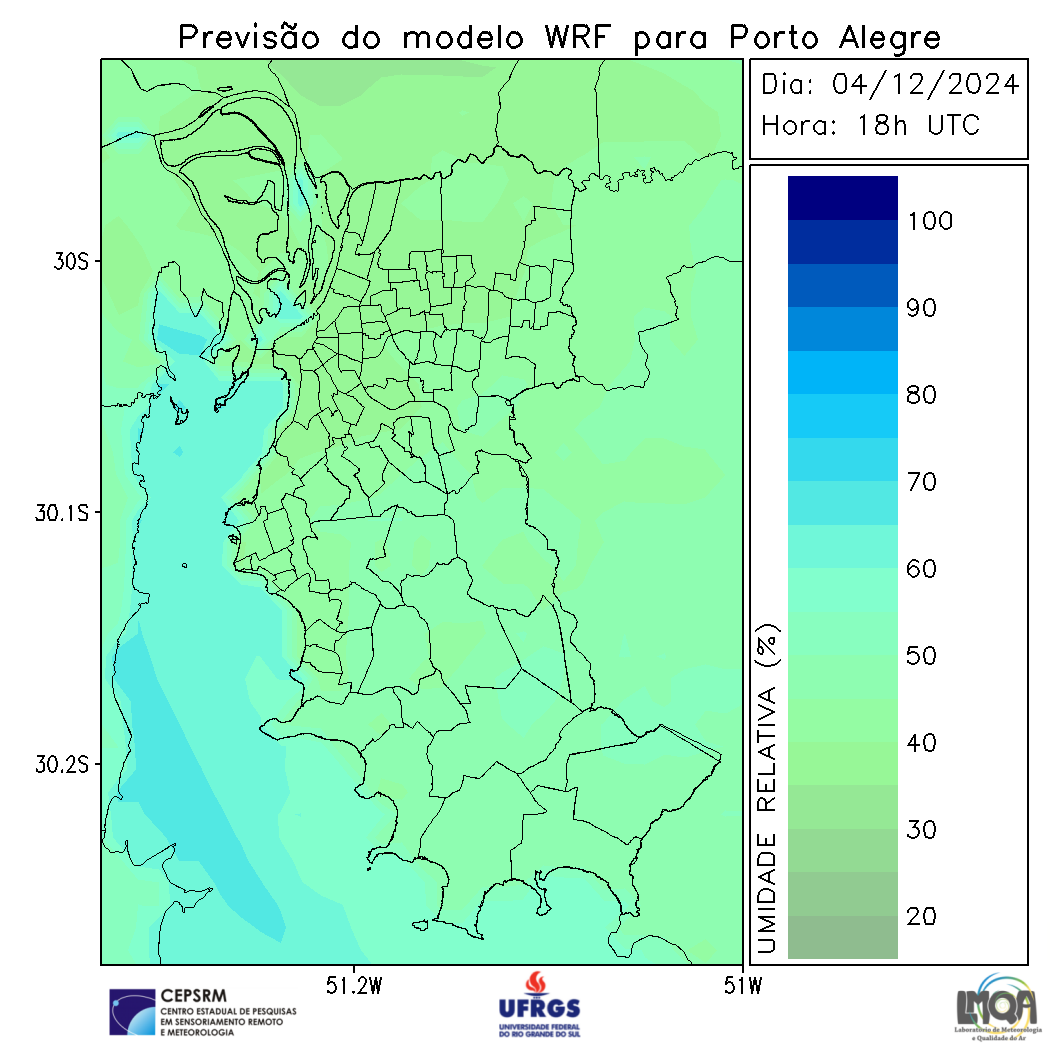 Previsão do modelo WRF para Porto Alegre
Dia: 04/12/2024
Hora: 18h UTC
100
90
80
70
60
50
40
30
20
UMIDADE RELATIVA (%)
30S
30.1S
30.2S
51.2W
51W
CEPSRM
CENTRO ESTADUAL DE PESQUISAS
EM SENSORIAMENTO REMOTO
E METEOROLOGIA
UFRGS
UNIVERSIDADE FEDERAL
DO RIO GRANDE DO SUL
LMQA
Laboratório de Meteorologia
e Qualidade do Ar